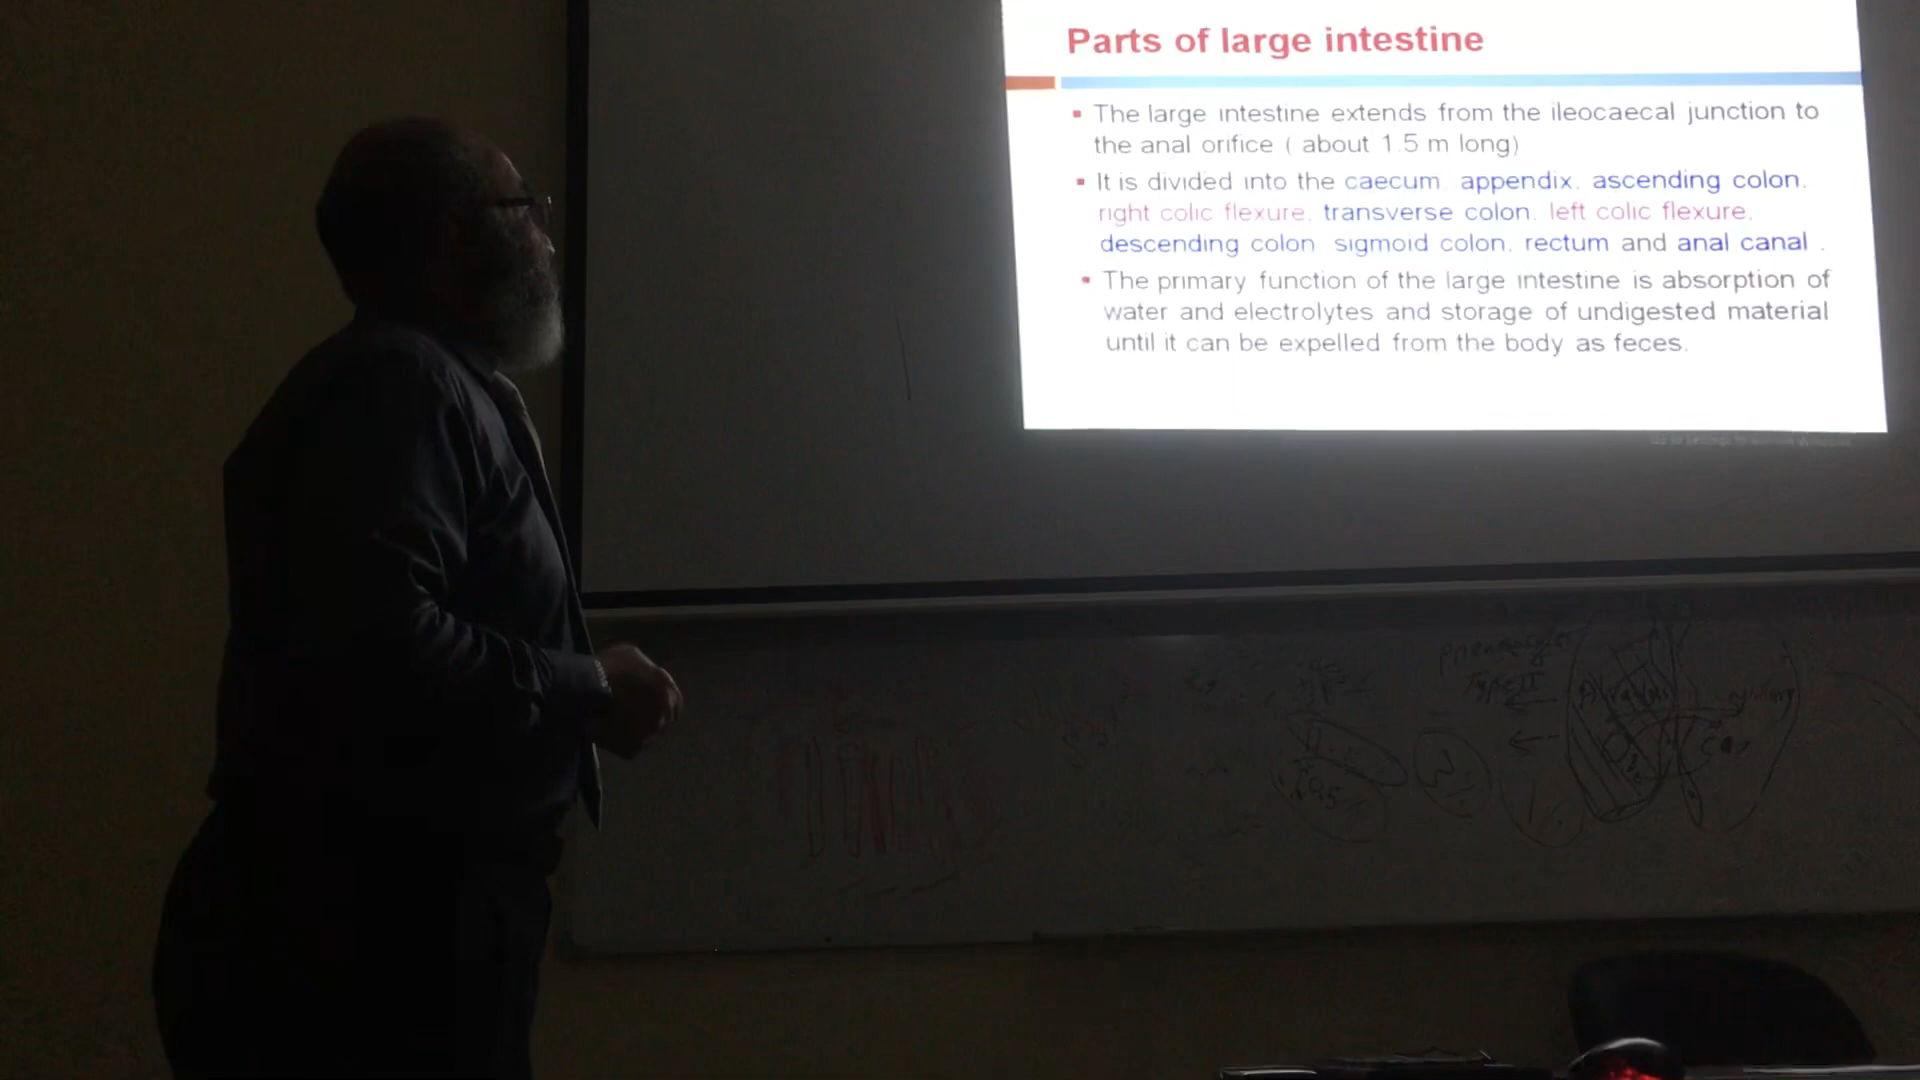 Parts of large intestine
The large intestine extends from the ileocaecal junction to
the anal orifice ( about 1.5 m long)
It is divided into the caecum, appendix, ascending colon,
right colic flexure, transverse colon, left colic flexure,
descending colon, sigmoid colon, rectum and anal canal .
The primary function of the large intestine is absorption of
water and electrolytes and storage of undigested material
until it can be expelled from the body as feces.
Type II